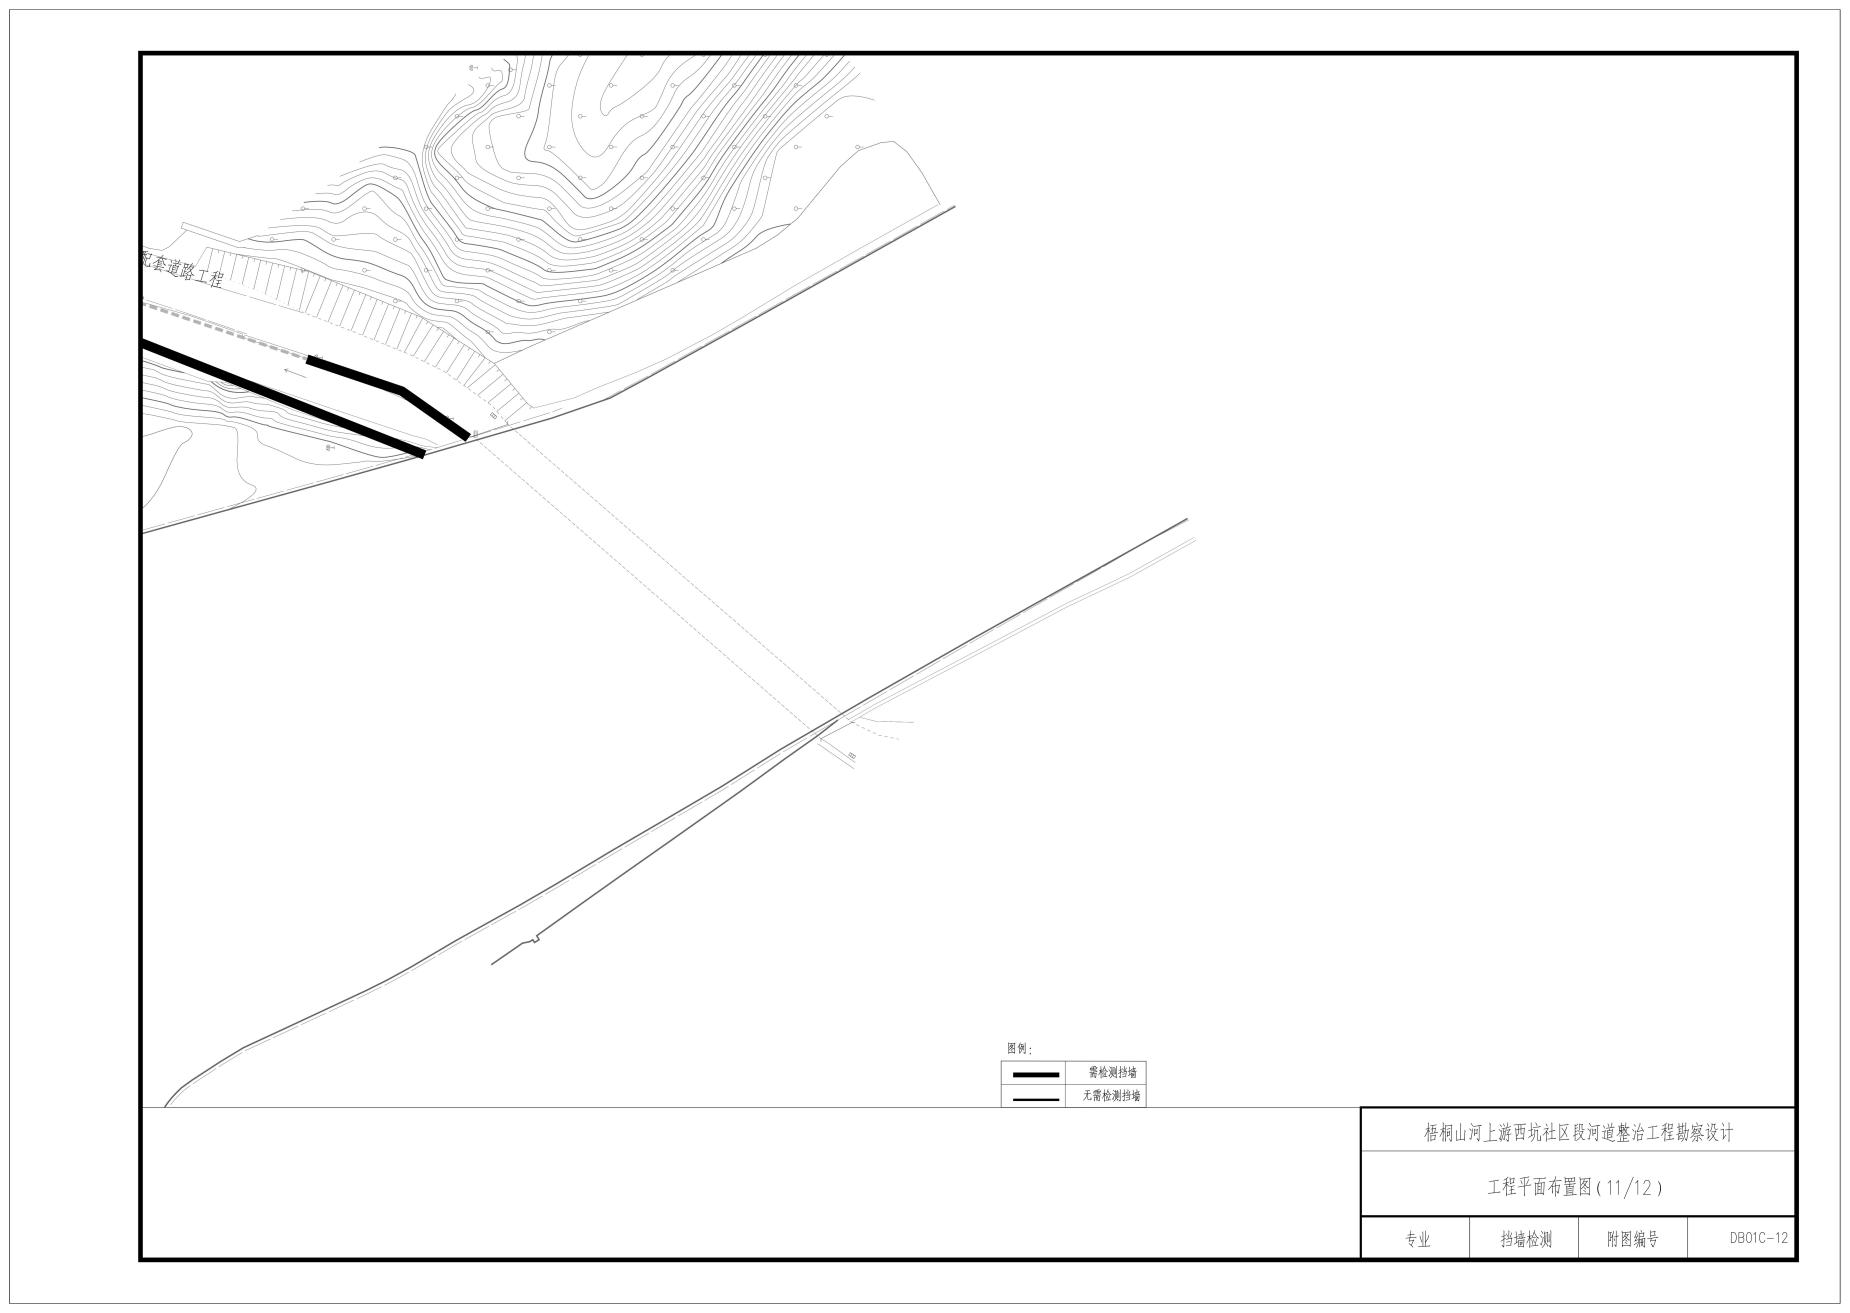 配套道路工程
图例：
需检测挡墙
无需检测挡墙
梧桐山河上游西坑社区段河道整治工程勘察设计
工程平面布置图(11/12)
专业 挡墙检测 附图编号 DB01C-12